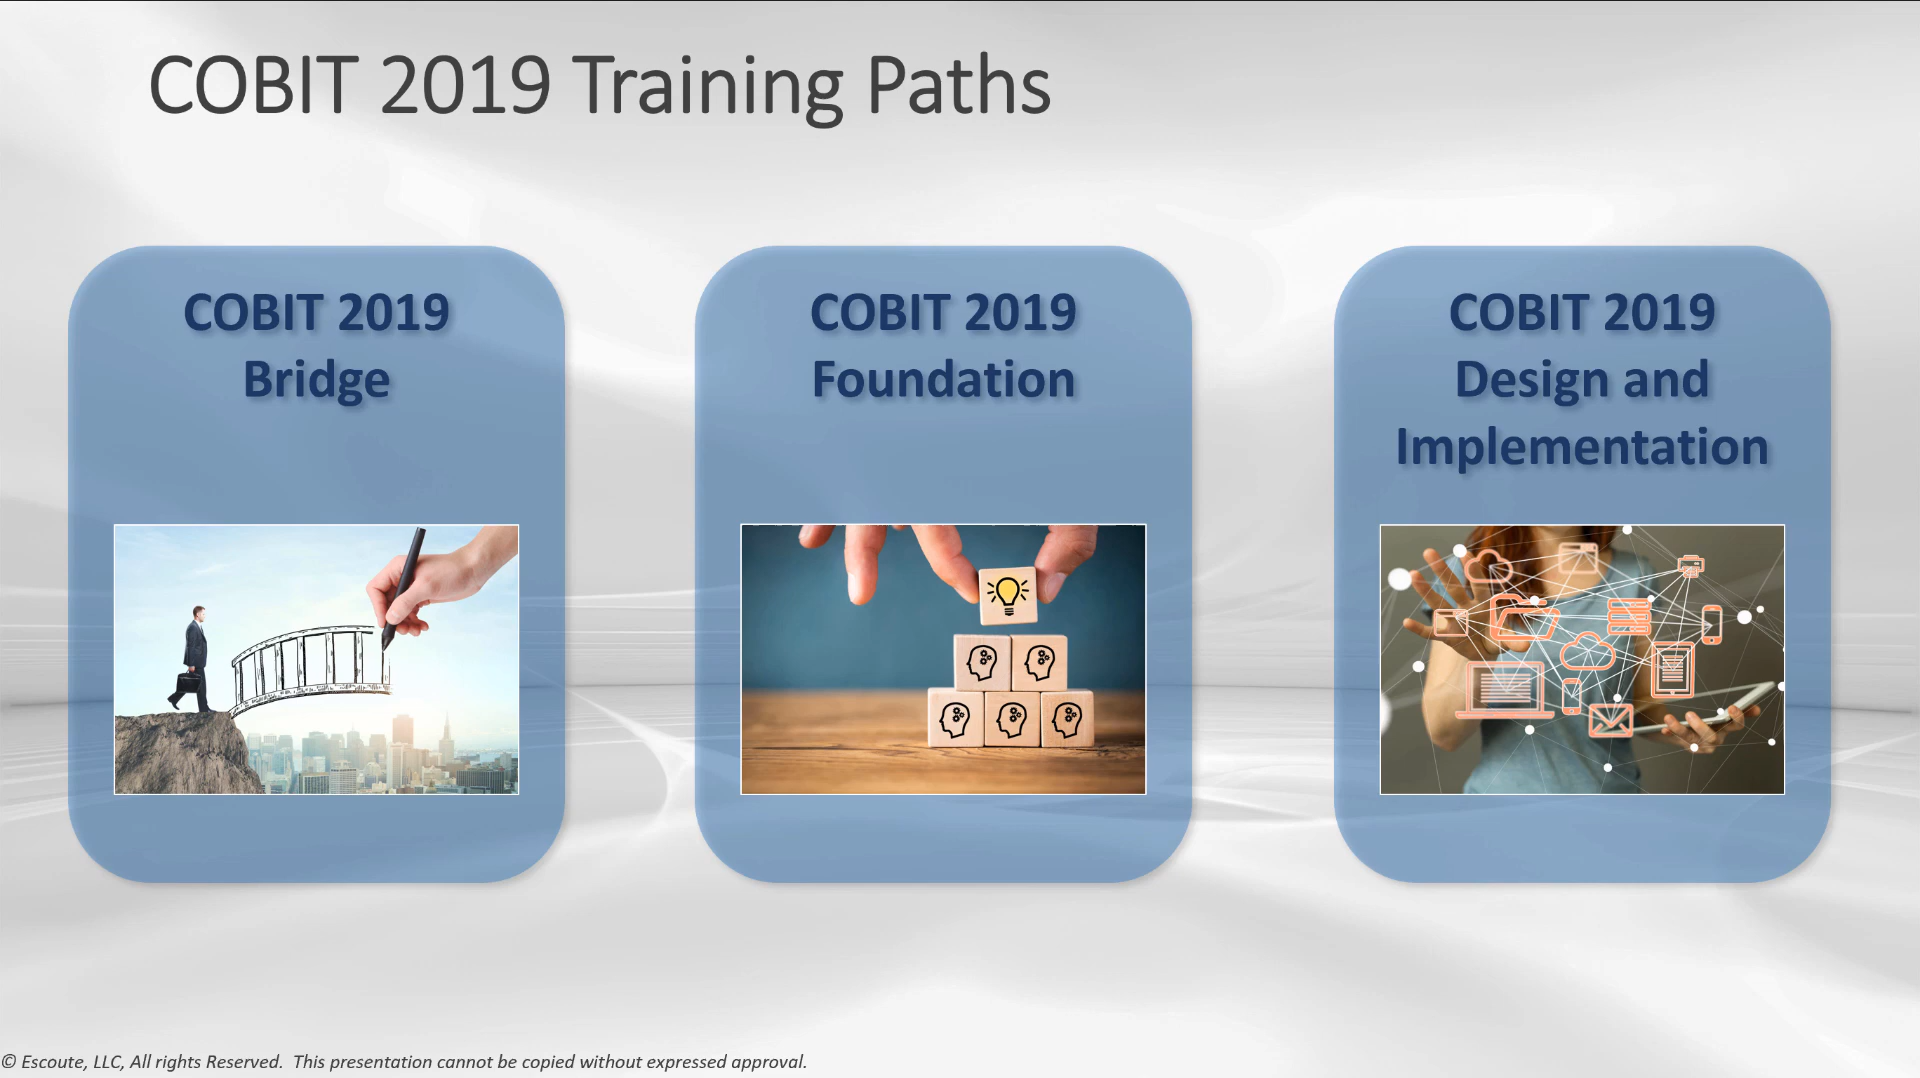 COBIT 2019 Training Paths
COBIT 2019
Bridge
COBIT 2019
Foundation
COBIT 2019
Design and
Implementation
© Escoute, LLC, All rights Reserved.  This presentation cannot be copied without expressed approval.